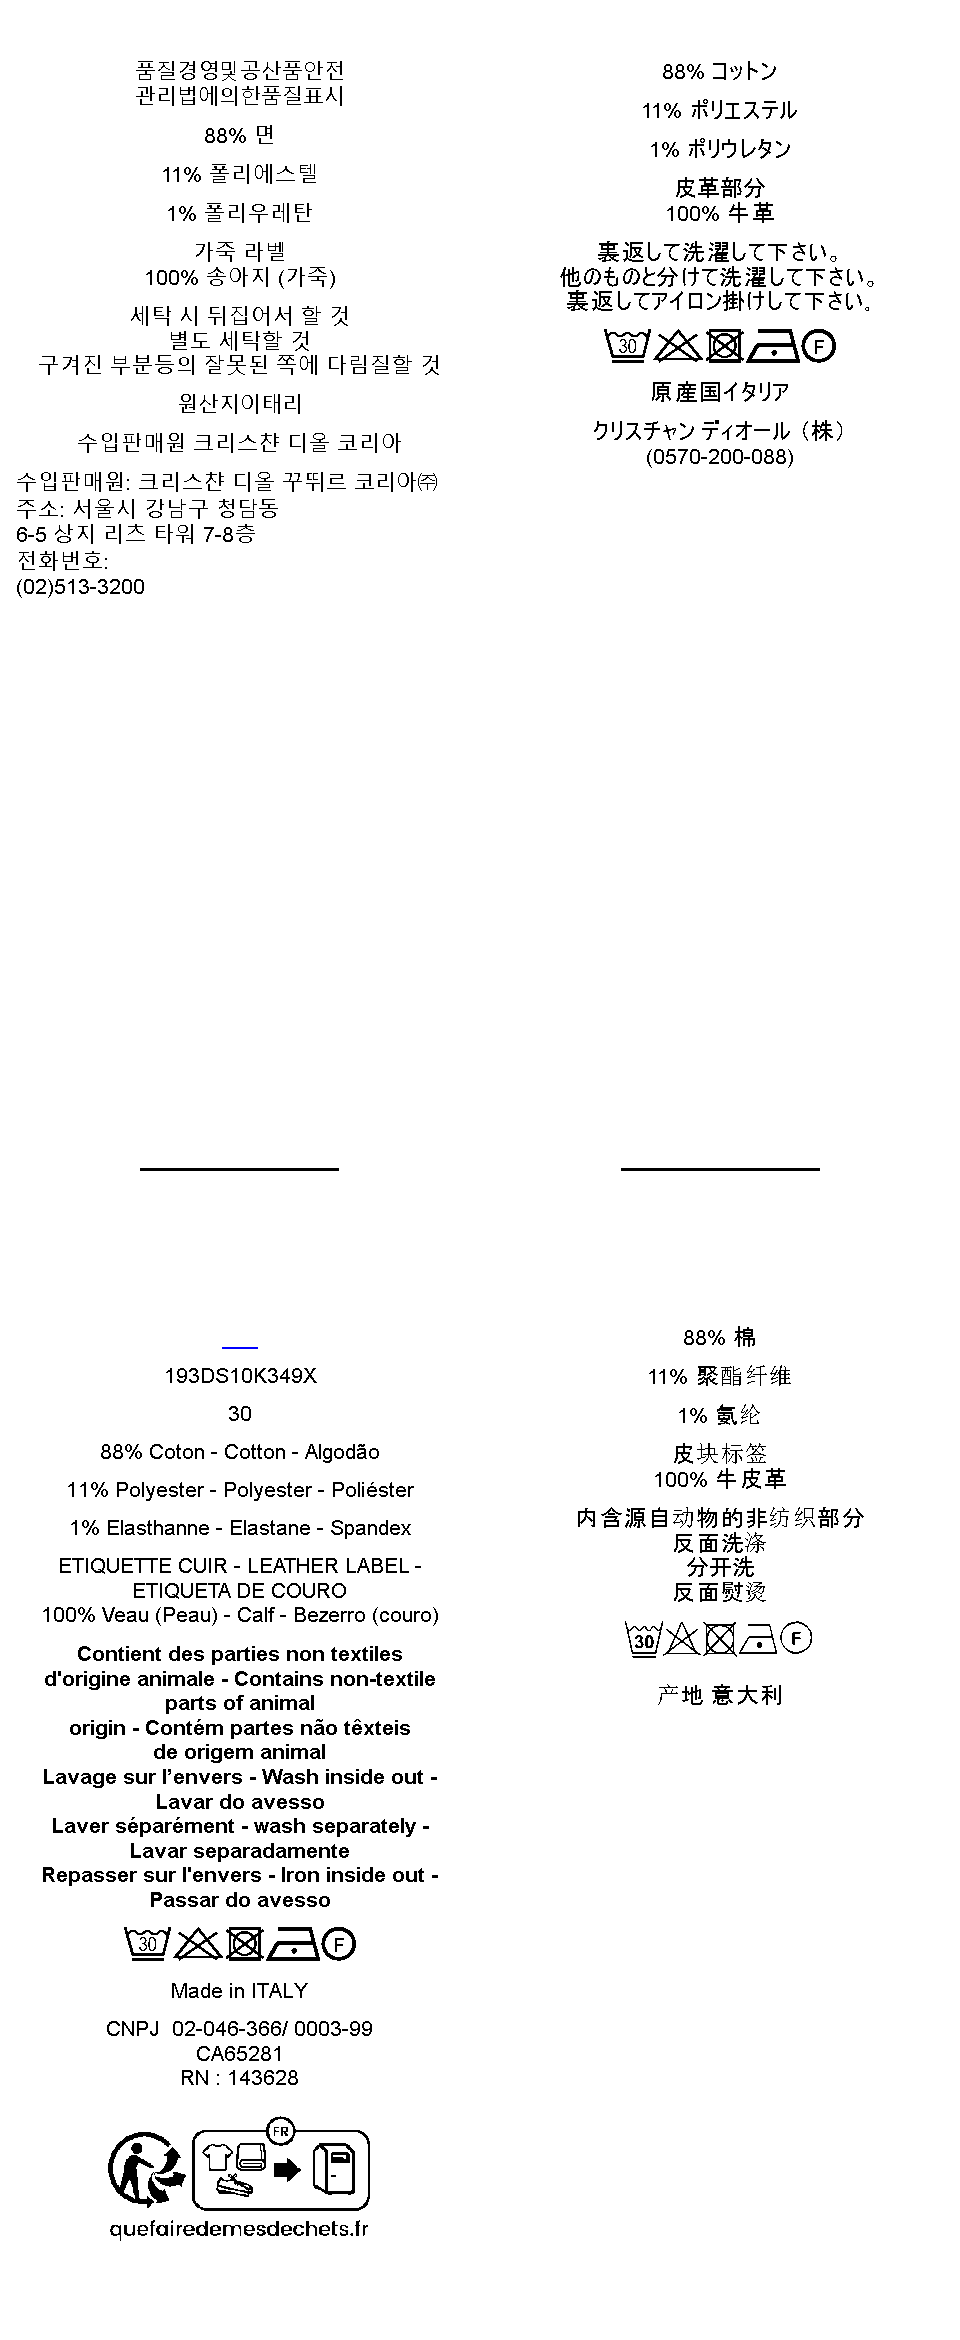 품질경영및공산품안전
관리법에의한품질표시
88% 면
11% 폴리에스텔
1% 폴리우레탄
가죽 라벨
100% 송아지 (가죽)
세탁 시 뒤집어서 할 것
별도 세탁할 것
구겨진 부분등의 잘못된 쪽에 다림질할 것
원산지이태리
수입판매원 크리스챤 디올 코리아
수입판매원: 크리스챤 디올 꾸뛰르 코리아㈜
주소: 서울시 강남구 청담동
6-5 상지 리츠 타워 7-8층
전화번호:
(02)513-3200
88% コットン
11% ポリエステル
1% ポリウレタン
皮革部分
100% 牛革
裏返して洗濯して下さい。
他のものと分けて洗濯して下さい。
裏返してアイロン掛けして下さい。
30 F
原産国イタリア
クリスチャン ディオール（株）
(0570-200-088)
193DS10K349X
30
88% Coton - Cotton - Algodão
11% Polyester - Polyester - Poliéster
1% Elasthanne - Elastane - Spandex
ETIQUETTE CUIR - LEATHER LABEL -
ETIQUETA DE COURO
100% Veau (Peau) - Calf - Bezerro (couro)
Contient des parties non textiles
d'origine animale - Contains non-textile
parts of animal
origin - Contém partes não têxteis
de origem animal
Lavage sur l’envers - Wash inside out -
Lavar do avesso
Laver séparément - wash separately -
Lavar separadamente
Repasser sur l'envers - Iron inside out -
Passar do avesso
30 F
Made in ITALY
CNPJ 02-046-366/ 0003-99
CA65281
RN : 143628
FR
quefairedemesdechets.fr
88% 棉
11% 聚酯纤维
1% 氨纶
皮块标签
100% 牛皮革
内含源自动物的非纺织部分
反面洗涤
分开洗
反面熨烫
30 F
产地 意大利